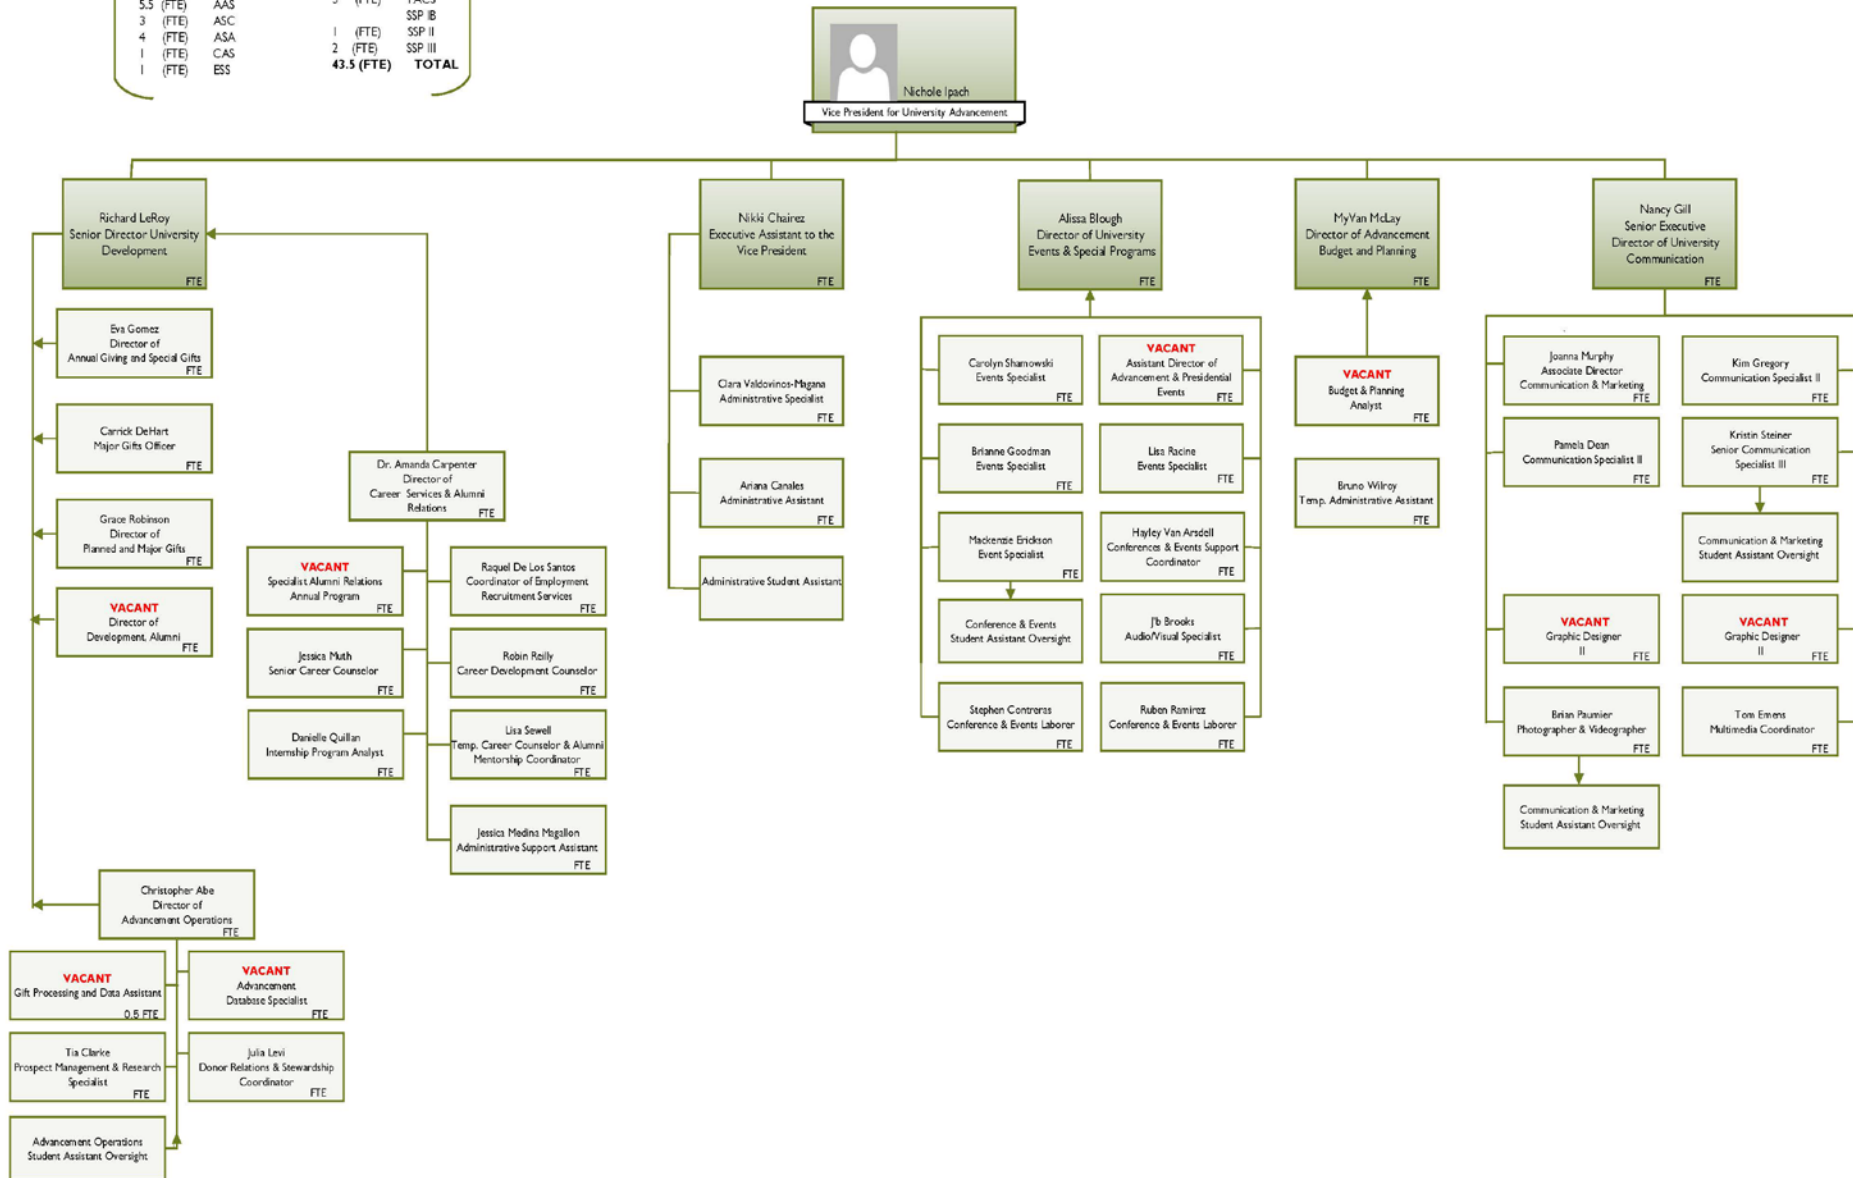 5.5 (FTE) AAS
3 (FTE) ASC
4 (FTE) ASA
1 (FTE) CAS
1 (FTE) ESS
SSP IB
1 (FTE) SSP II
2 (FTE) SSP III
43.5 (FTE) TOTAL
Nichole Ipach
Vice President for University Advancement
Richard LeRoy
Senior Director University
Development
FTE
Nikki Chairez
Executive Assistant to the
Vice President
FTE
Alissa Blough
Director of University
Events & Special Programs
FTE
MyVan McLay
Director of Advancement
Budget and Planning
FTE
Nancy Gill
Senior Executive
Director of University
Communication
FTE
Eva Gomez
Director of
Annual Giving and Special Gifts
FTE
Carrick DeHart
Major Gifts Officer
FTE
Grace Robinson
Director of
Planned and Major Gifts
FTE
VACANT
Director of
Development, Alumni
FTE
Dr. Amanda Carpenter
Director of
Career Services & Alumni
Relations
FTE
VACANT
Specialist Alumni Relations
Annual Program
FTE
Raquel De Los Santos
Coordinator of Employment
Recruitment Services
FTE
Jessica Muth
Senior Career Counselor
FTE
Robin Reilly
Career Development Counselor
FTE
Danielle Quillan
Internship Program Analyst
FTE
Lisa Sewell
Temp. Career Counselor & Alumni
Mentorship Coordinator
FTE
Jessica Medina Magallon
Administrative Support Assistant
FTE
Christopher Abe
Director of
Advancement Operations
FTE
VACANT
Gift Processing and Data Assistant
0.5 FTE
VACANT
Advancement
Database Specialist
FTE
Tia Clarke
Prospect Management & Research
Specialist
FTE
Julia Levi
Donor Relations & Stewardship
Coordinator
FTE
Advancement Operations
Student Assistant Oversight
Clara Valdovinos-Magana
Administrative Specialist
FTE
Ariana Canales
Administrative Assistant
FTE
Administrative Student Assistant
Carolyn Shamowski
Events Specialist
FTE
VACANT
Assistant Director of
Advancement & Presidential
Events
FTE
Brianne Goodman
Events Specialist
FTE
Lisa Racine
Events Specialist
FTE
Mackenzie Erickson
Event Specialist
FTE
Hayley Van Arsdell
Conferences & Events Support
Coordinator
FTE
Conference & Events
Student Assistant Oversight
J'b Brooks
Audio/Visual Specialist
FTE
Stephen Contreras
Conference & Events Laborer
FTE
Ruben Ramirez
Conference & Events Laborer
FTE
VACANT
Budget & Planning
Analyst
FTE
Bruno Wilroy
Temp. Administrative Assistant
FTE
Joanna Murphy
Associate Director
Communication & Marketing
FTE
Kim Gregory
Communication Specialist II
FTE
Pamela Dean
Communication Specialist II
FTE
Kristin Steiner
Senior Communication
Specialist III
FTE
Communication & Marketing
Student Assistant Oversight
VACANT
Graphic Designer
II
FTE
VACANT
Graphic Designer
II
FTE
Brian Paumier
Photographer & Videographer
FTE
Tom Emens
Multimedia Coordinator
FTE
Communication & Marketing
Student Assistant Oversight